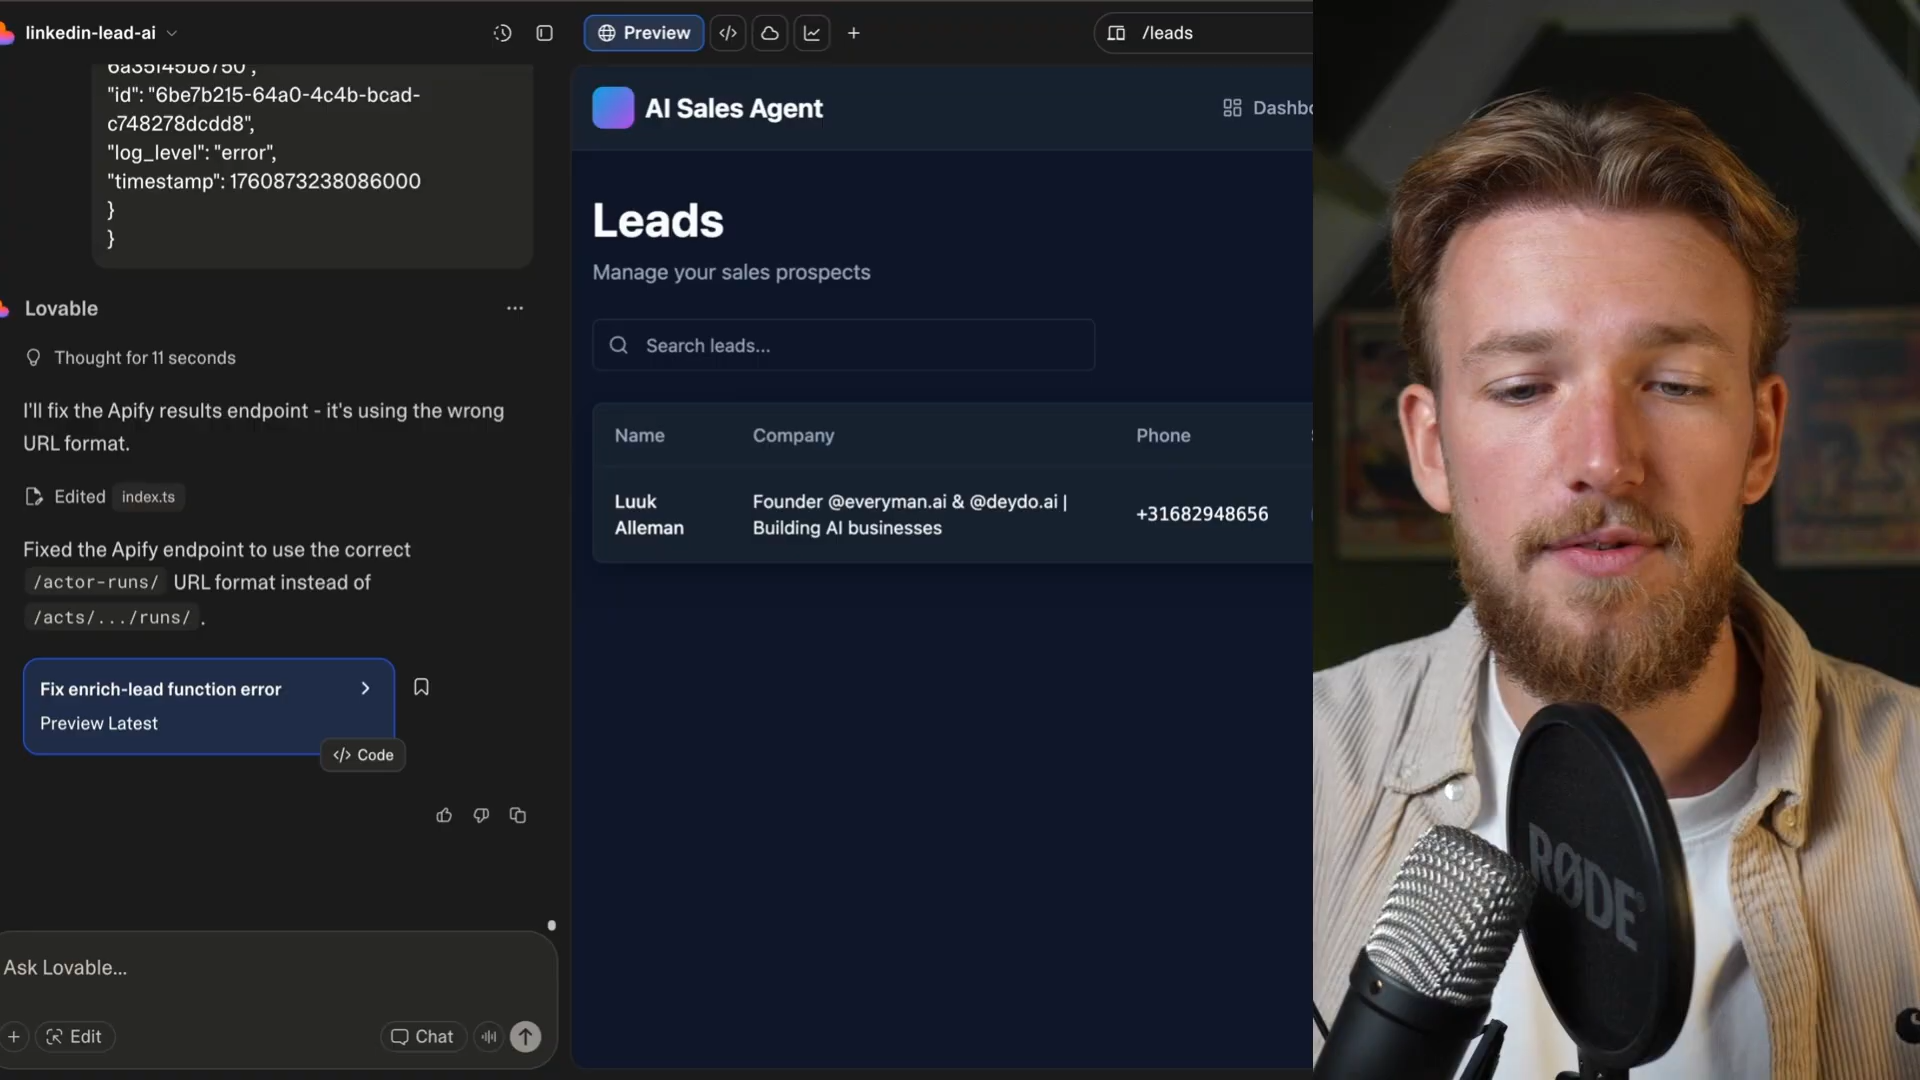 linkedin-lead-ai
Preview
/leads
"id": "6be7b215-64a0-4c4b-bcad-
c748278dcdd8",
"log_level": "error",
"timestamp": 1760873238086000
}
}
Lovable
Thought for 11 seconds
I'll fix the Apify results endpoint - it's using the wrong
URL format.
Edited index.ts
Fixed the Apify endpoint to use the correct
/actor-runs/ URL format instead of
/acts/.../runs/ .
Fix enrich-lead function error
Preview Latest
</> Code
Ask Lovable...
Edit
Chat
AI Sales Agent
Dashbo
Leads
Manage your sales prospects
Search leads...
Name Company Phone
Luuk
Alleman
Founder @everyman.ai & @deydo.ai |
Building AI businesses
+31682948656
RØDE